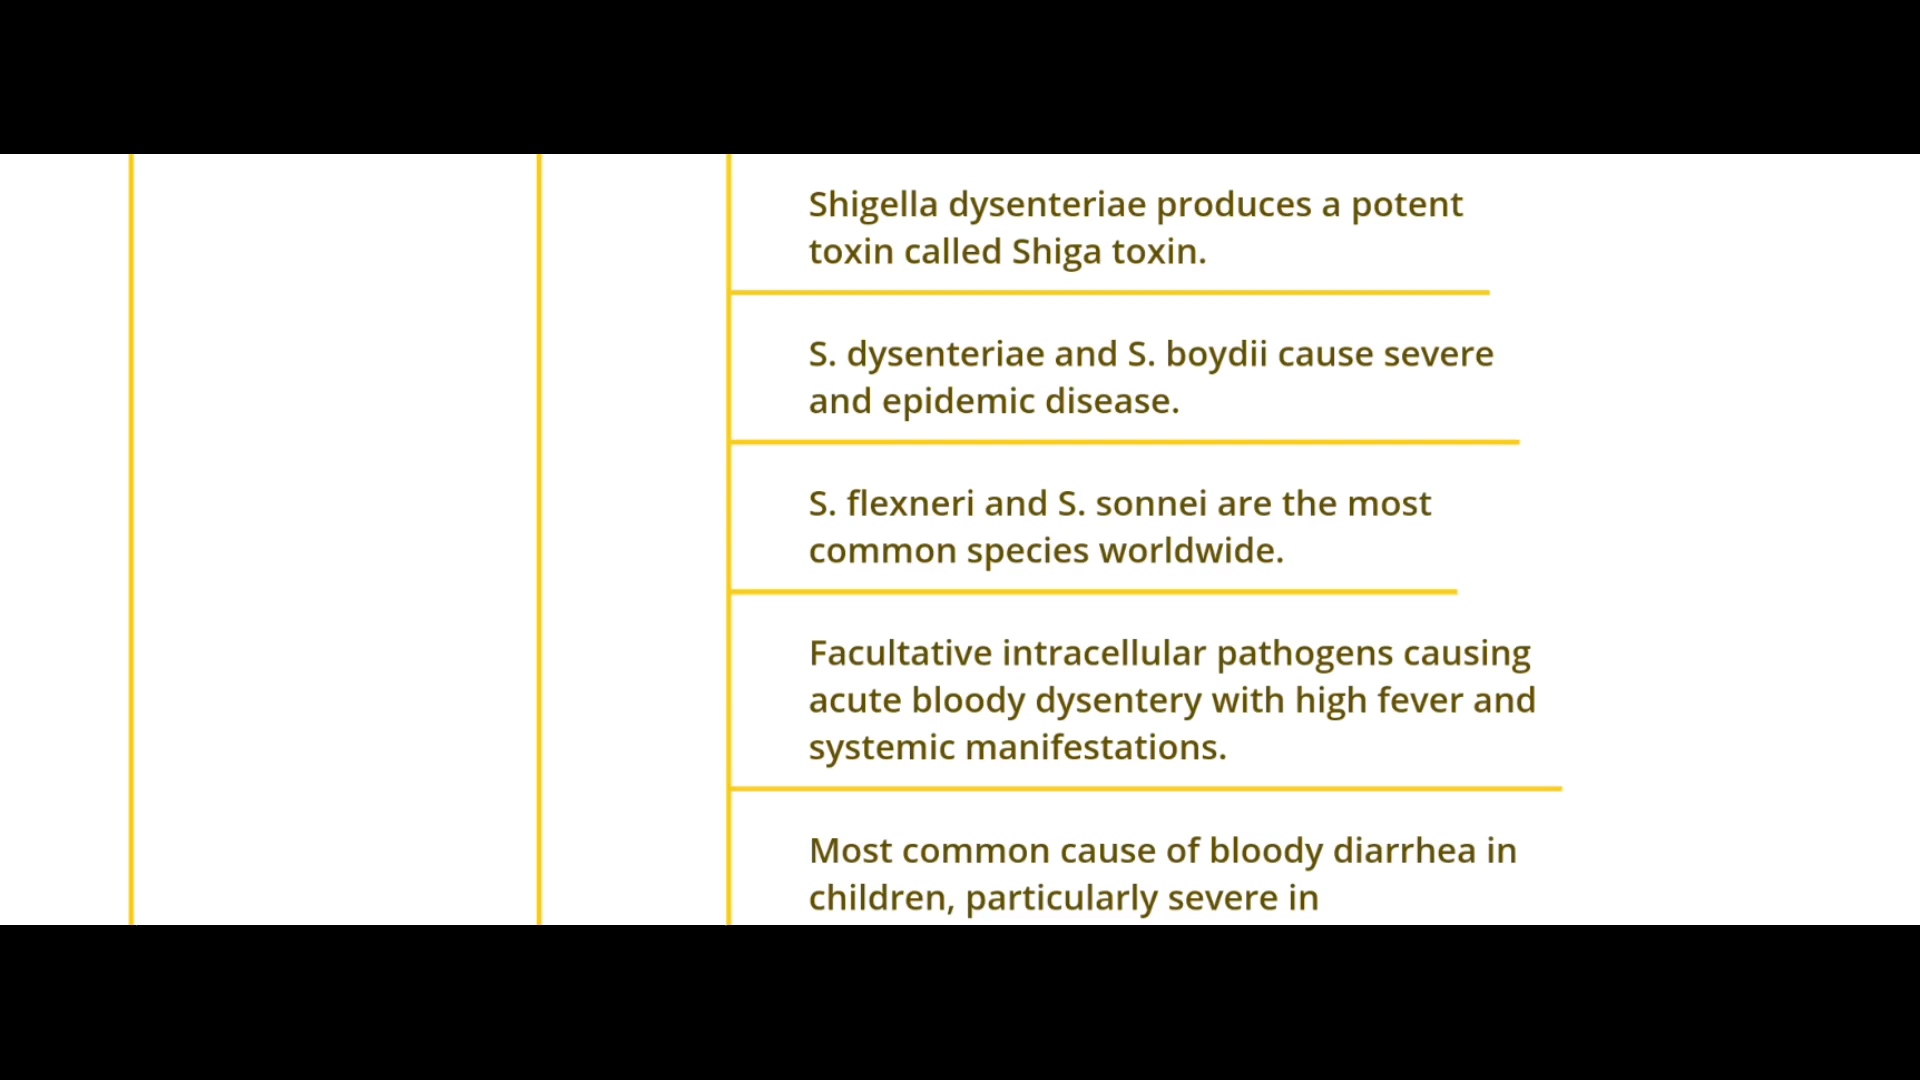 Shigella dysenteriae produces a potent
toxin called Shiga toxin.
S. dysenteriae and S. boydii cause severe
and epidemic disease.
S. flexneri and S. sonnei are the most
common species worldwide.
Facultative intracellular pathogens causing
acute bloody dysentery with high fever and
systemic manifestations.
Most common cause of bloody diarrhea in
children, particularly severe in